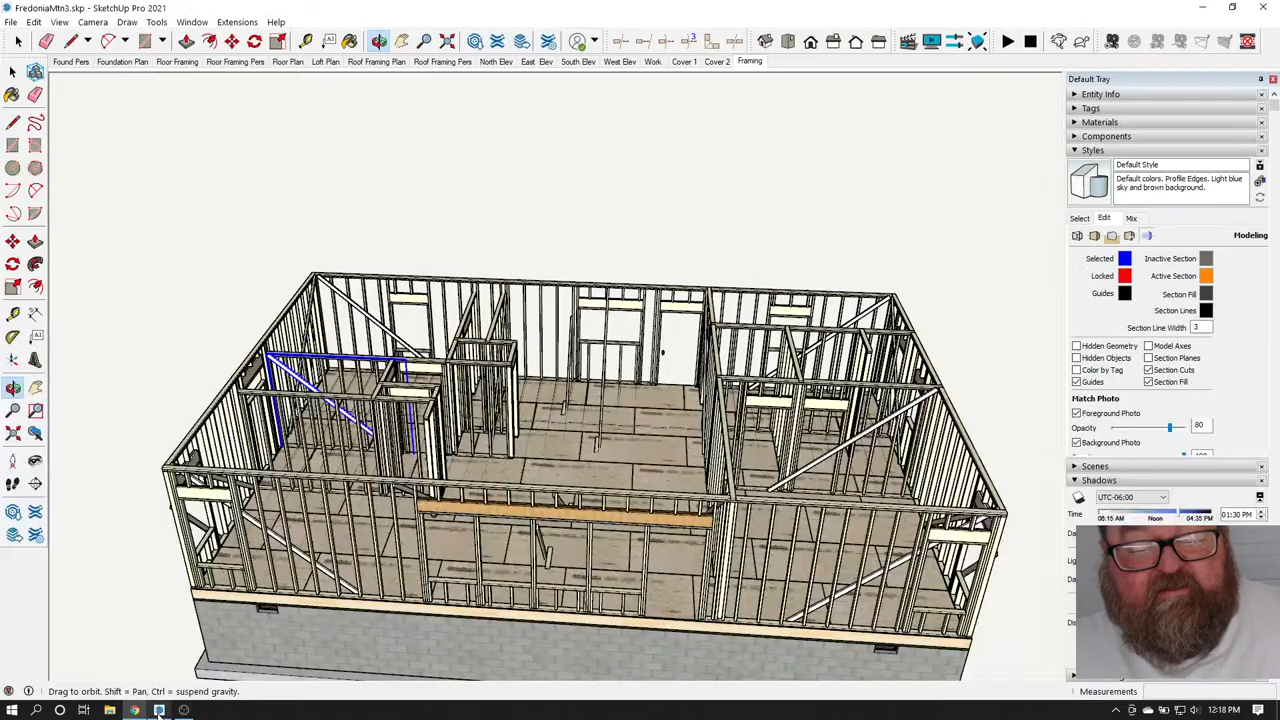 FredoniaMtn3.skp - SketchUp Pro 2021
File Edit View Camera Draw Tools Window Extensions Help
3
Found Pers Foundation Plan Roof Framing Roof Framing Pers Floor Plan Loft Plan Roof Framing Plan Roof Framing Pers North Elev East Elev South Elev West Elev Work Cover 1 Cover 2 Framing
Default Tray
Entity Info
Tags
Materials
Components
Styles
Default Style
Default colors. Profile Edges. Light blue
sky and brown background.
Select Edit Mix
Modeling
Selected Inactive Section
Locked Active Section
Guides Section Fill
Section Lines
Section Line Width 3
Hidden Geometry Model Axes
Hidden Objects Section Planes
Color by Tag Section Cuts
Guides Section Fill
Match Photo
Foreground Photo
Opacity 80
Background Photo
Scenes
Shadows
UTC-06:00
Time 06:15 AM Noon 04:35 PM 01:30 PM
Drag to orbit. Shift = Pan, Ctrl = suspend gravity.
Measurements
12:18 PM